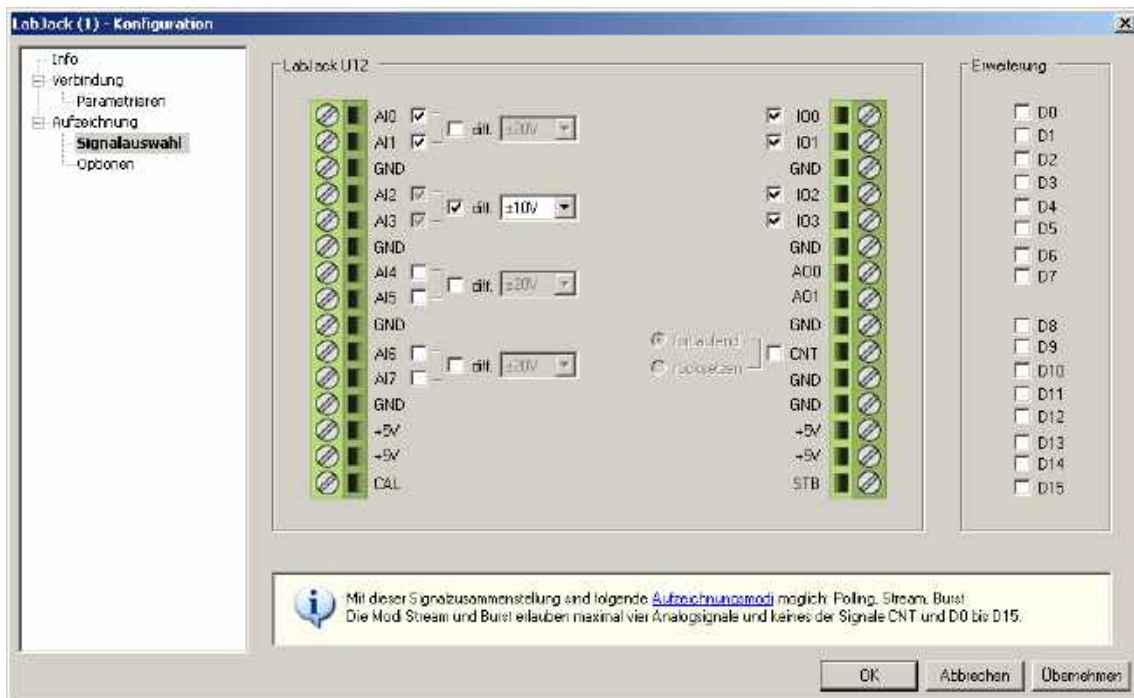 LabJack (1) - Konfiguration
Info
Verbindung
Parametrieren
Aufzeichnung
Signalauswahl
Optionen
LabJack U12
AI0
diff. ±20V
AI1
GND
AI2
diff. ±10V
AI3
GND
AI4
diff. ±20V
AI5
GND
AI6
diff. ±20V
AI7
GND
+5V
+5V
CAL
IO0
IO1
GND
IO2
IO3
GND
AO0
AO1
GND
fortlaufend
CNT
rücksetzen
GND
GND
+5V
+5V
STB
Erweiterung
D0
D1
D2
D3
D4
D5
D6
D7
D8
D9
D10
D11
D12
D13
D14
D15
Mit dieser Signalzusammenstellung sind folgende Aufzeichnungsmodi möglich: Polling, Stream, Burst
Die Modi Stream und Burst erlauben maximal vier Analogsignale und keines der Signale CNT und D0 bis D15.
OK
Abbrechen
Übernehmen